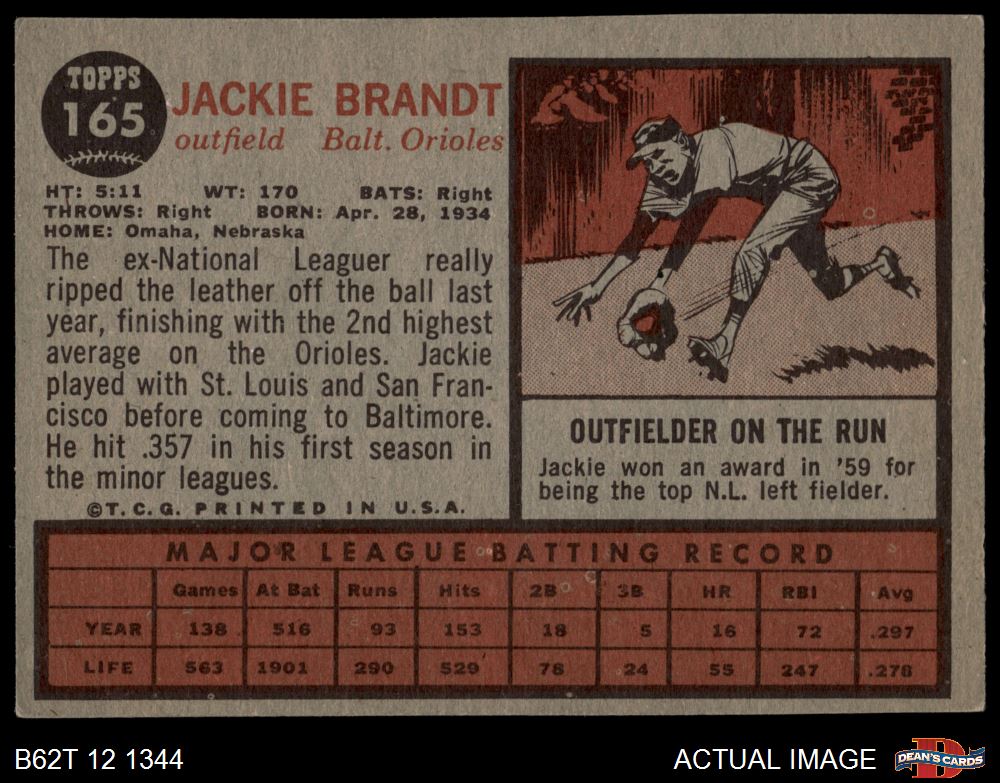 TOPPS
165
JACKIE BRANDT
outfield Balt. Orioles
HT: 5:11 WT: 170 BATS: Right
THROWS: Right BORN: Apr. 28, 1934
HOME: Omaha, Nebraska
The ex-National Leaguer really
ripped the leather off the ball last
year, finishing with the 2nd highest
average on the Orioles. Jackie
played with St. Louis and San Fran-
cisco before coming to Baltimore.
He hit .357 in his first season in
the minor leagues.
©T.C.G. PRINTED IN U.S.A.
OUTFIELDER ON THE RUN
Jackie won an award in '59 for
being the top N.L. left fielder.
MAJOR LEAGUE BATTING RECORD
Games At Bat Runs Hits 2B 3B HR RBI Avg
YEAR 138 516 93 153 18 5 16 72 .297
LIFE 563 1901 290 529 78 24 55 247 .278
B62T 12 1344
ACTUAL IMAGE
D
DEAN'S CARDS